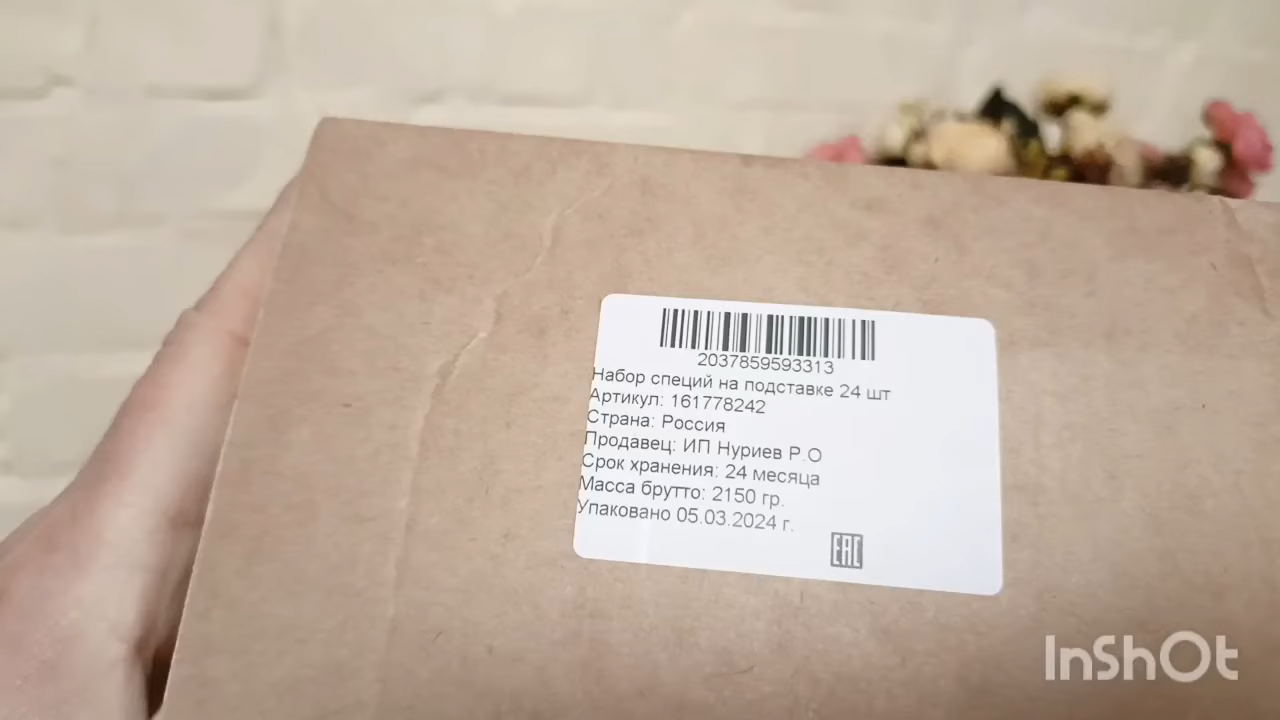 2037859593313
Набор специй на подставке 24 шт
Артикул: 161778242
Страна: Россия
Продавец: ИП Нуриев Р.О
Срок хранения: 24 месяца
Масса брутто: 2150 гр.
Упаковано 05.03.2024 г.
EAC
InShOt